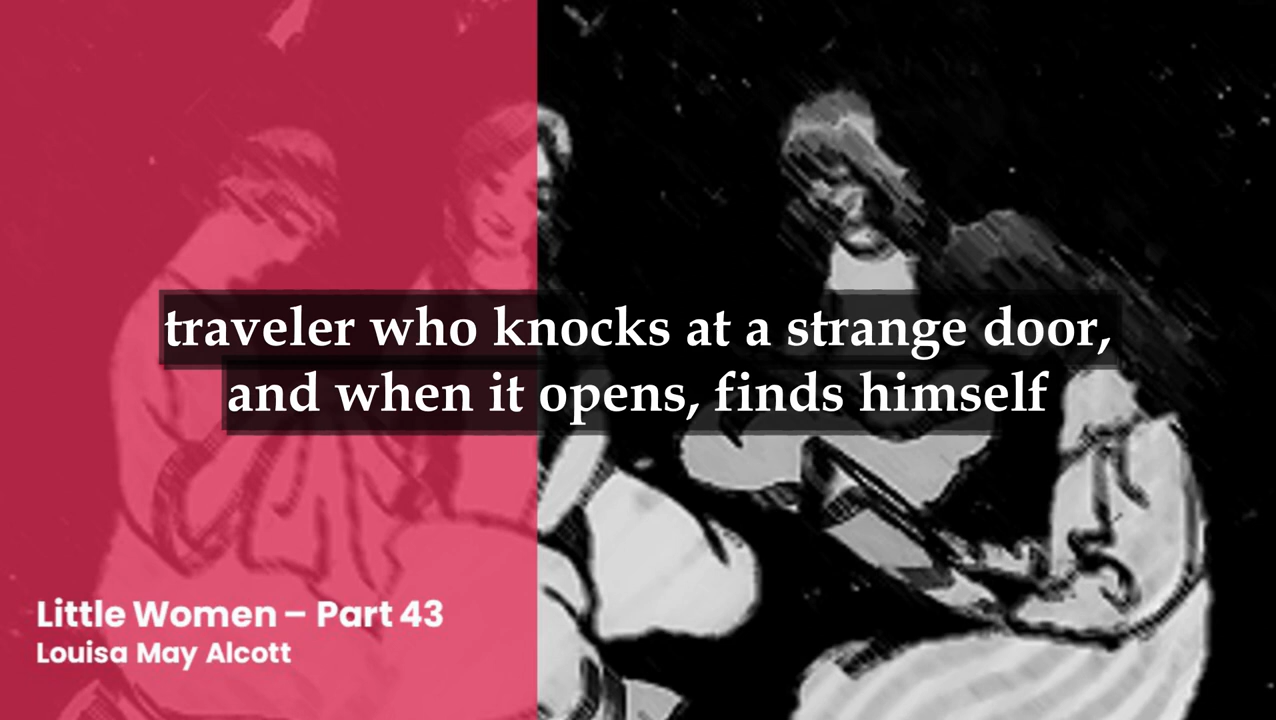 traveler who knocks at a strange door,
and when it opens, finds himself
Little Women – Part 43
Louisa May Alcott